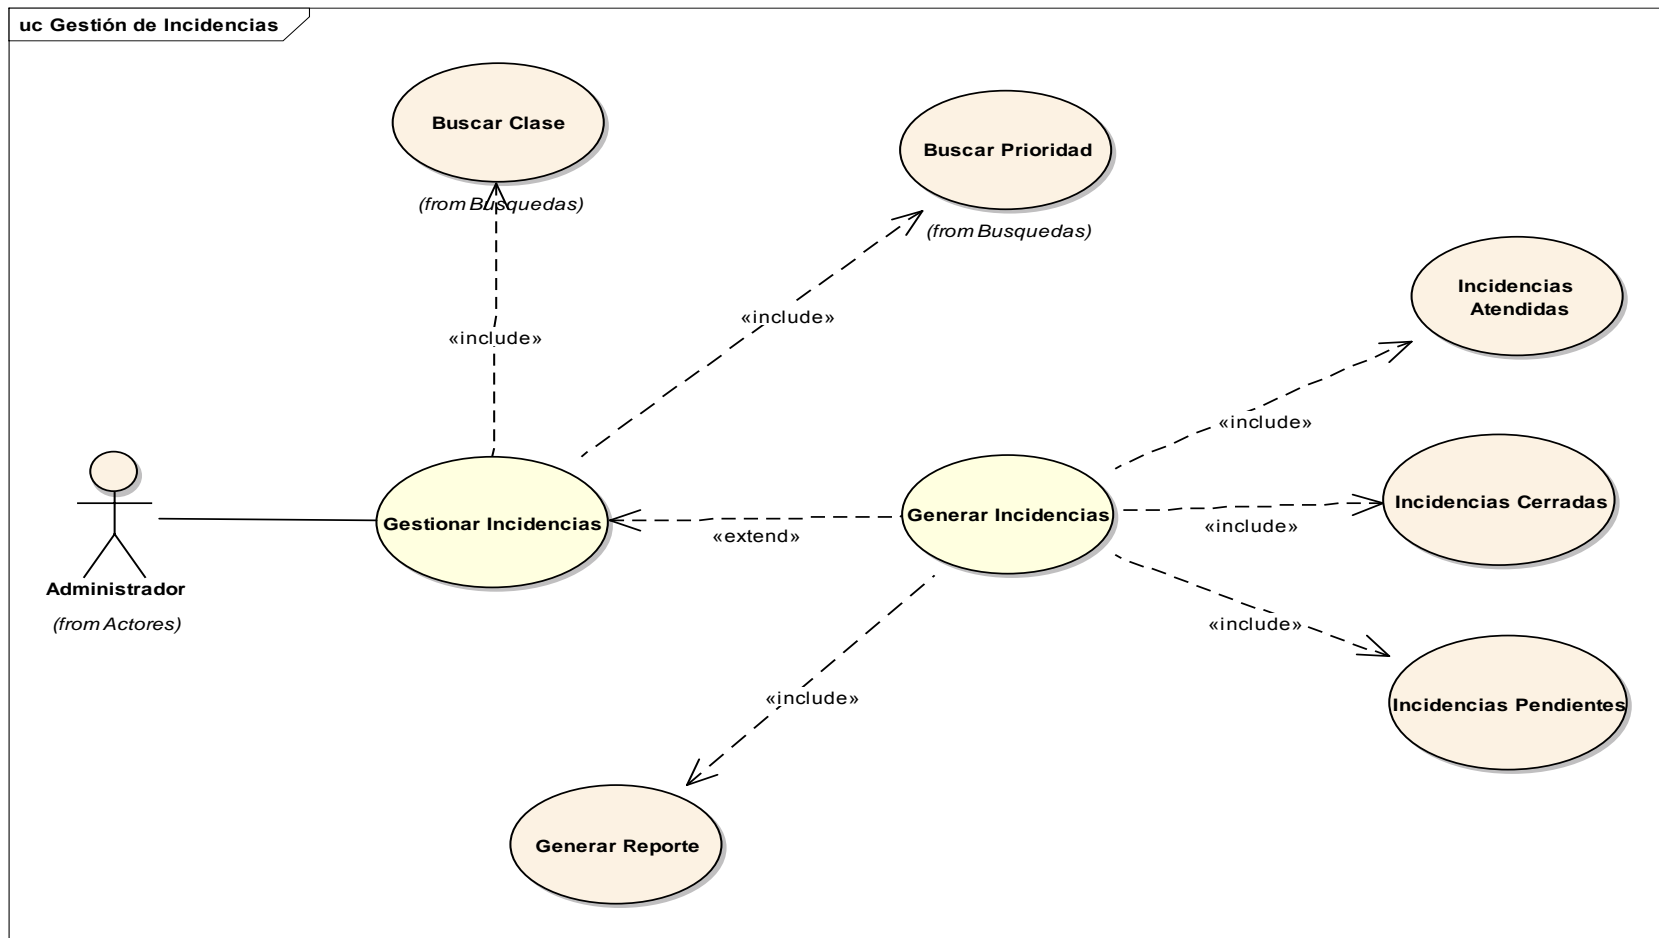 uc Gestión de Incidencias
Buscar Clase
(from Busquedas)
Buscar Prioridad
(from Busquedas)
Incidencias
Atendidas
«include»
«include»
«include»
Administrador
(from Actores)
Gestionar Incidencias
«extend»
Generar Incidencias
«include»
Incidencias Cerradas
«include»
Incidencias Pendientes
«include»
Generar Reporte